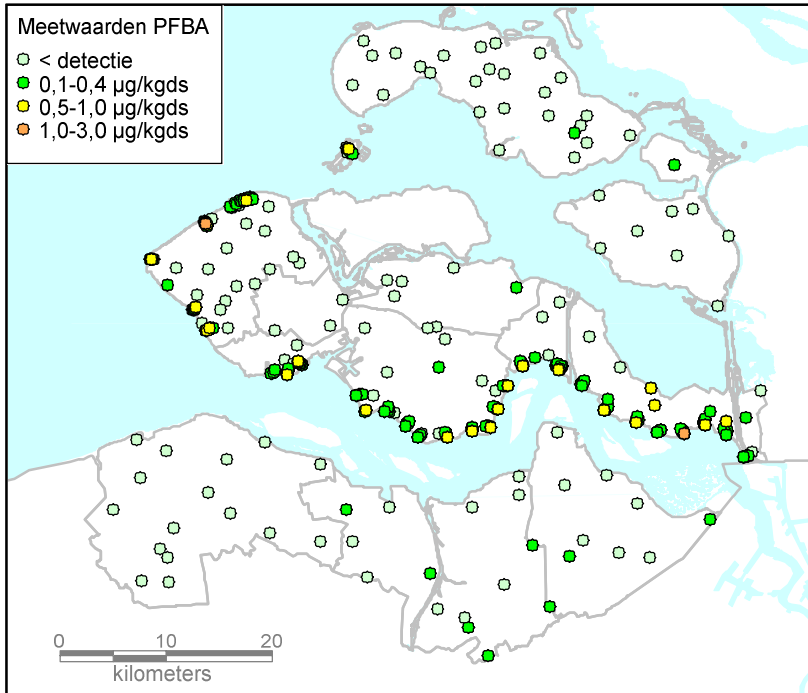 Meetwaarden PFBA
< detectie
0,1-0,4 µg/kgds
0,5-1,0 µg/kgds
1,0-3,0 µg/kgds
0 10 20
kilometers